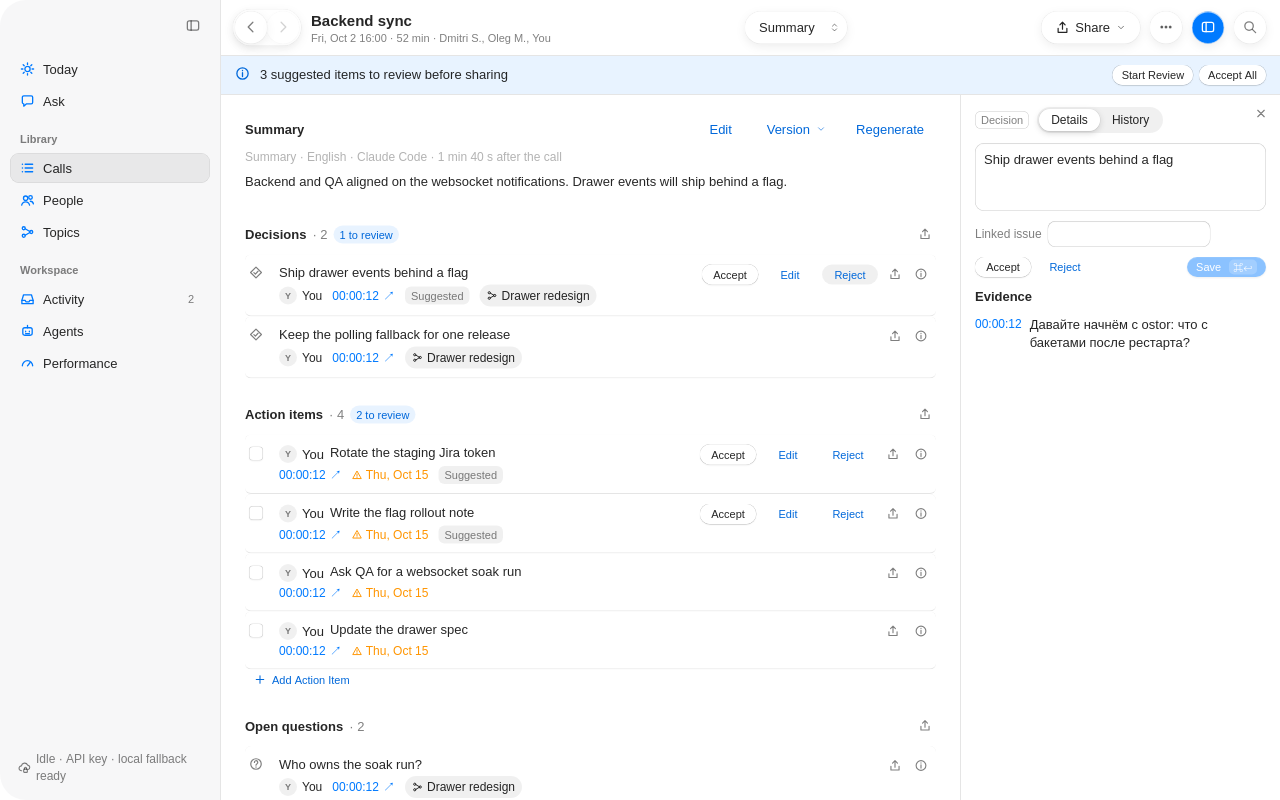 Backend sync
Fri, Oct 2 16:00 · 52 min · Dmitri S., Oleg M., You
Summary
Share
Today
Ask
Library
Calls
People
Topics
Workspace
Activity 2
Agents
Performance
Idle · API key · local fallback
ready
3 suggested items to review before sharing
Start Review
Accept All
Summary
Edit
Version
Regenerate
Summary · English · Claude Code · 1 min 40 s after the call
Backend and QA aligned on the websocket notifications. Drawer events will ship behind a flag.
Decisions · 2 1 to review
Ship drawer events behind a flag
Accept Edit Reject
Y You 00:00:12 ↗ Suggested Drawer redesign
Keep the polling fallback for one release
Y You 00:00:12 ↗ Drawer redesign
Action items · 4 2 to review
Y You Rotate the staging Jira token
Accept Edit Reject
00:00:12 ↗ Thu, Oct 15 Suggested
Y You Write the flag rollout note
Accept Edit Reject
00:00:12 ↗ Thu, Oct 15 Suggested
Y You Ask QA for a websocket soak run
00:00:12 ↗ Thu, Oct 15
Y You Update the drawer spec
00:00:12 ↗ Thu, Oct 15
+ Add Action Item
Open questions · 2
Who owns the soak run?
Y You 00:00:12 ↗ Drawer redesign
Decision
Details
History
Ship drawer events behind a flag
Linked issue
Accept Reject Save ⌘↩
Evidence
00:00:12 Давайте начнём с ostor: что с
бакетами после рестарта?